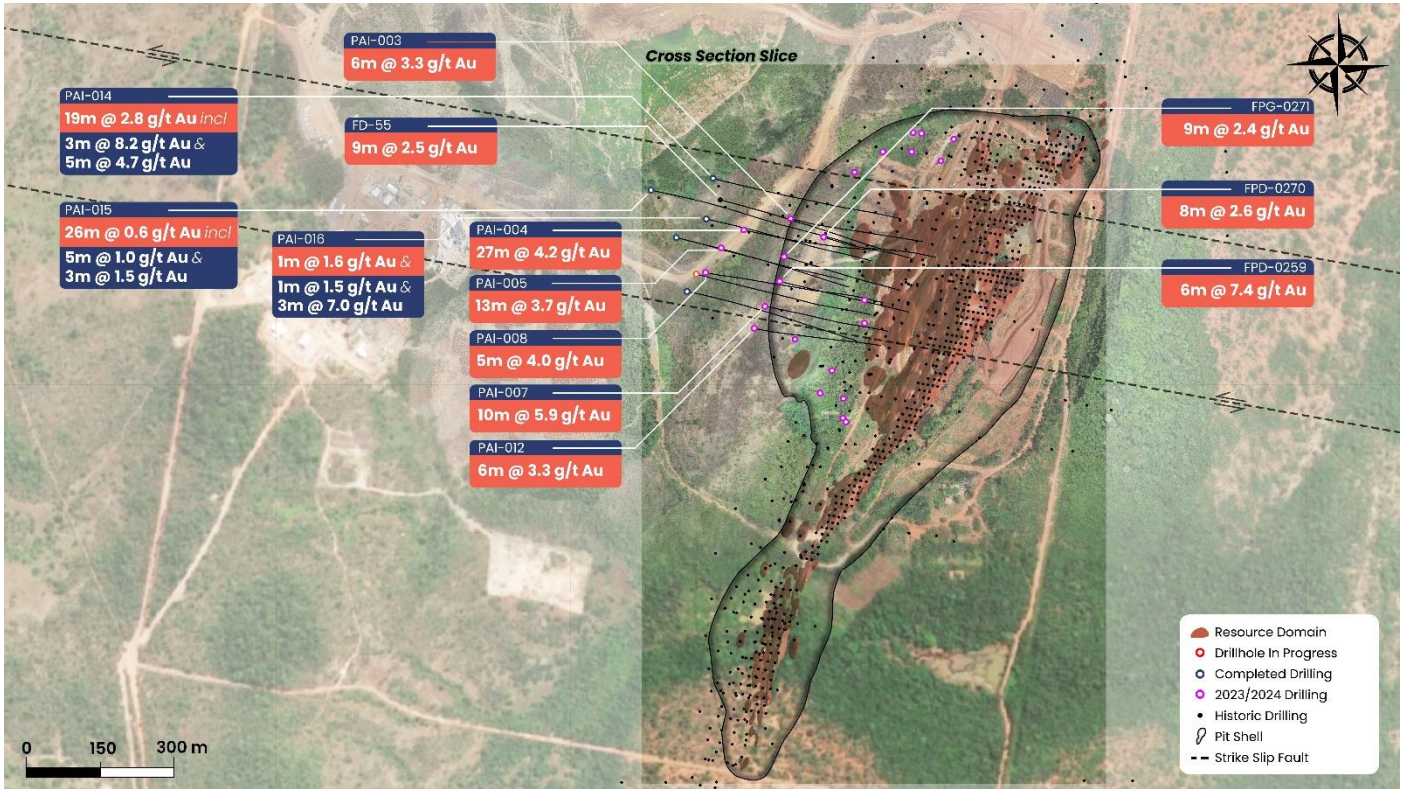 Cross Section Slice
PAI-003
6m @ 3.3 g/t Au
PAI-014
19m @ 2.8 g/t Au incl
3m @ 8.2 g/t Au &
5m @ 4.7 g/t Au
FD-55
9m @ 2.5 g/t Au
PAI-015
26m @ 0.6 g/t Au incl
5m @ 1.0 g/t Au &
3m @ 1.5 g/t Au
PAI-016
1m @ 1.6 g/t Au &
1m @ 1.5 g/t Au &
3m @ 7.0 g/t Au
PAI-004
27m @ 4.2 g/t Au
PAI-005
13m @ 3.7 g/t Au
PAI-008
5m @ 4.0 g/t Au
PAI-007
10m @ 5.9 g/t Au
PAI-012
6m @ 3.3 g/t Au
FPG-0271
9m @ 2.4 g/t Au
FPD-0270
8m @ 2.6 g/t Au
FPD-0259
6m @ 7.4 g/t Au
Resource Domain
Drillhole In Progress
Completed Drilling
2023/2024 Drilling
Historic Drilling
Pit Shell
Strike Slip Fault
0 150 300 m